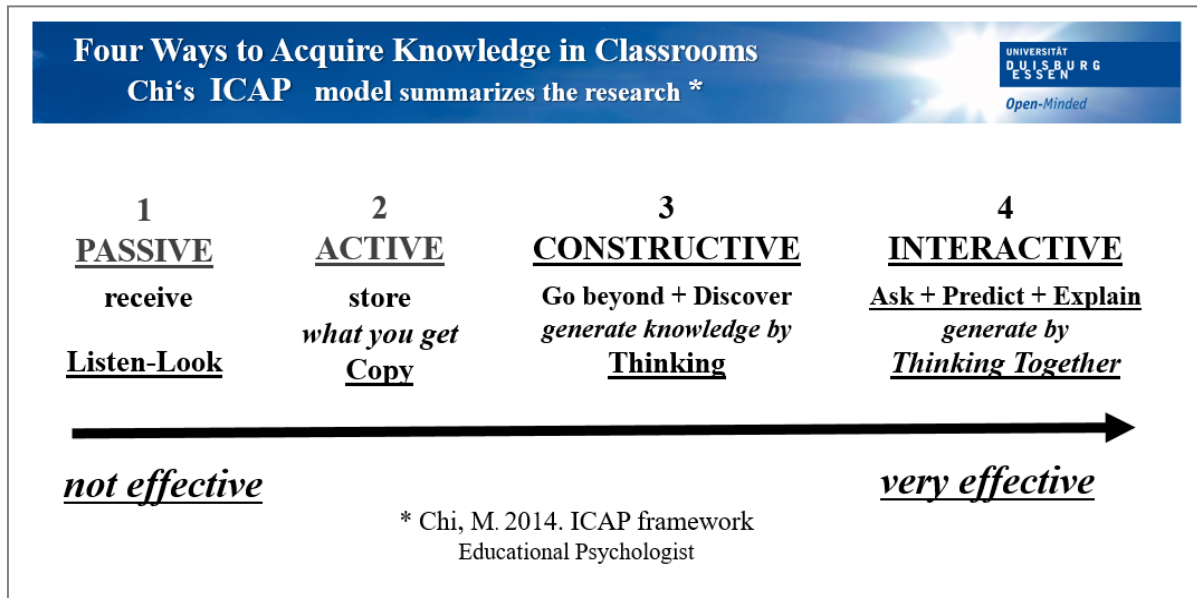 Four Ways to Acquire Knowledge in Classrooms
Chi‘s ICAP model summarizes the research *
UNIVERSITÄT
DUISBURG
ESSEN
Open-Minded
1
PASSIVE
receive
Listen-Look
2
ACTIVE
store
what you get
Copy
3
CONSTRUCTIVE
Go beyond + Discover
generate knowledge by
Thinking
4
INTERACTIVE
Ask + Predict + Explain
generate by
Thinking Together
not effective
very effective
* Chi, M. 2014. ICAP framework
Educational Psychologist